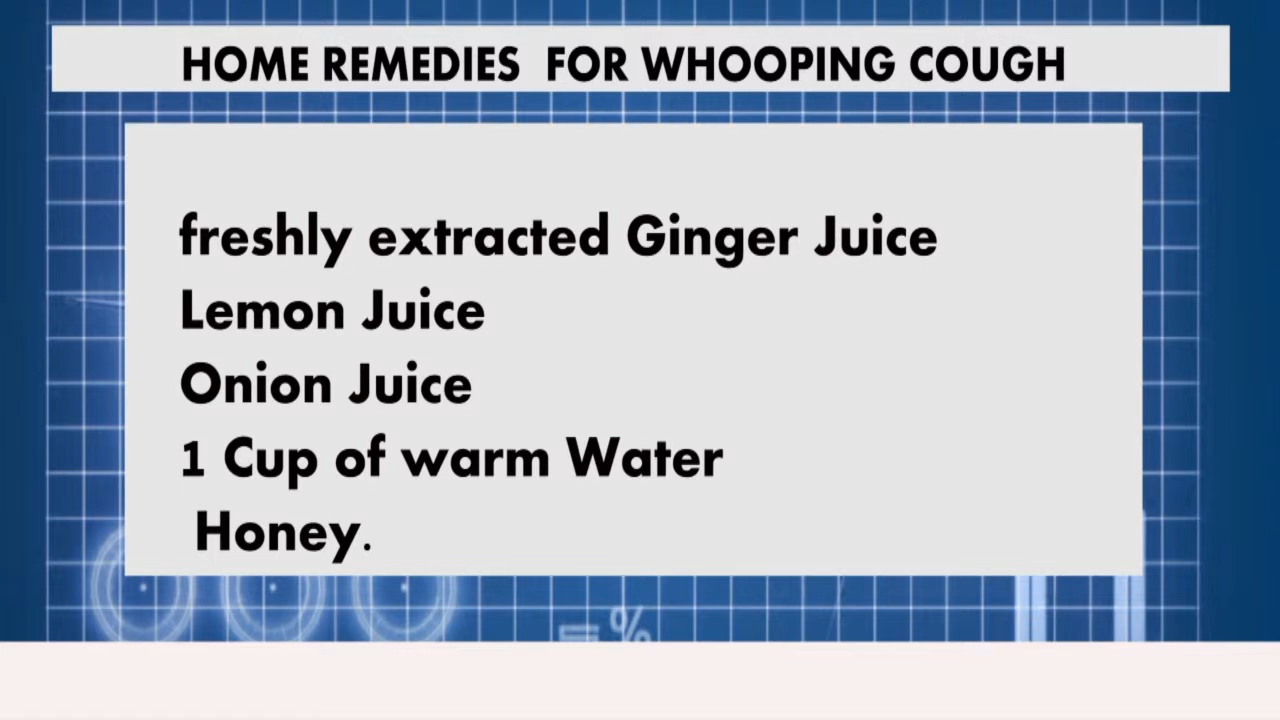 HOME REMEDIES FOR WHOOPING COUGH
freshly extracted Ginger Juice
Lemon Juice
Onion Juice
1 Cup of warm Water
Honey.
=%